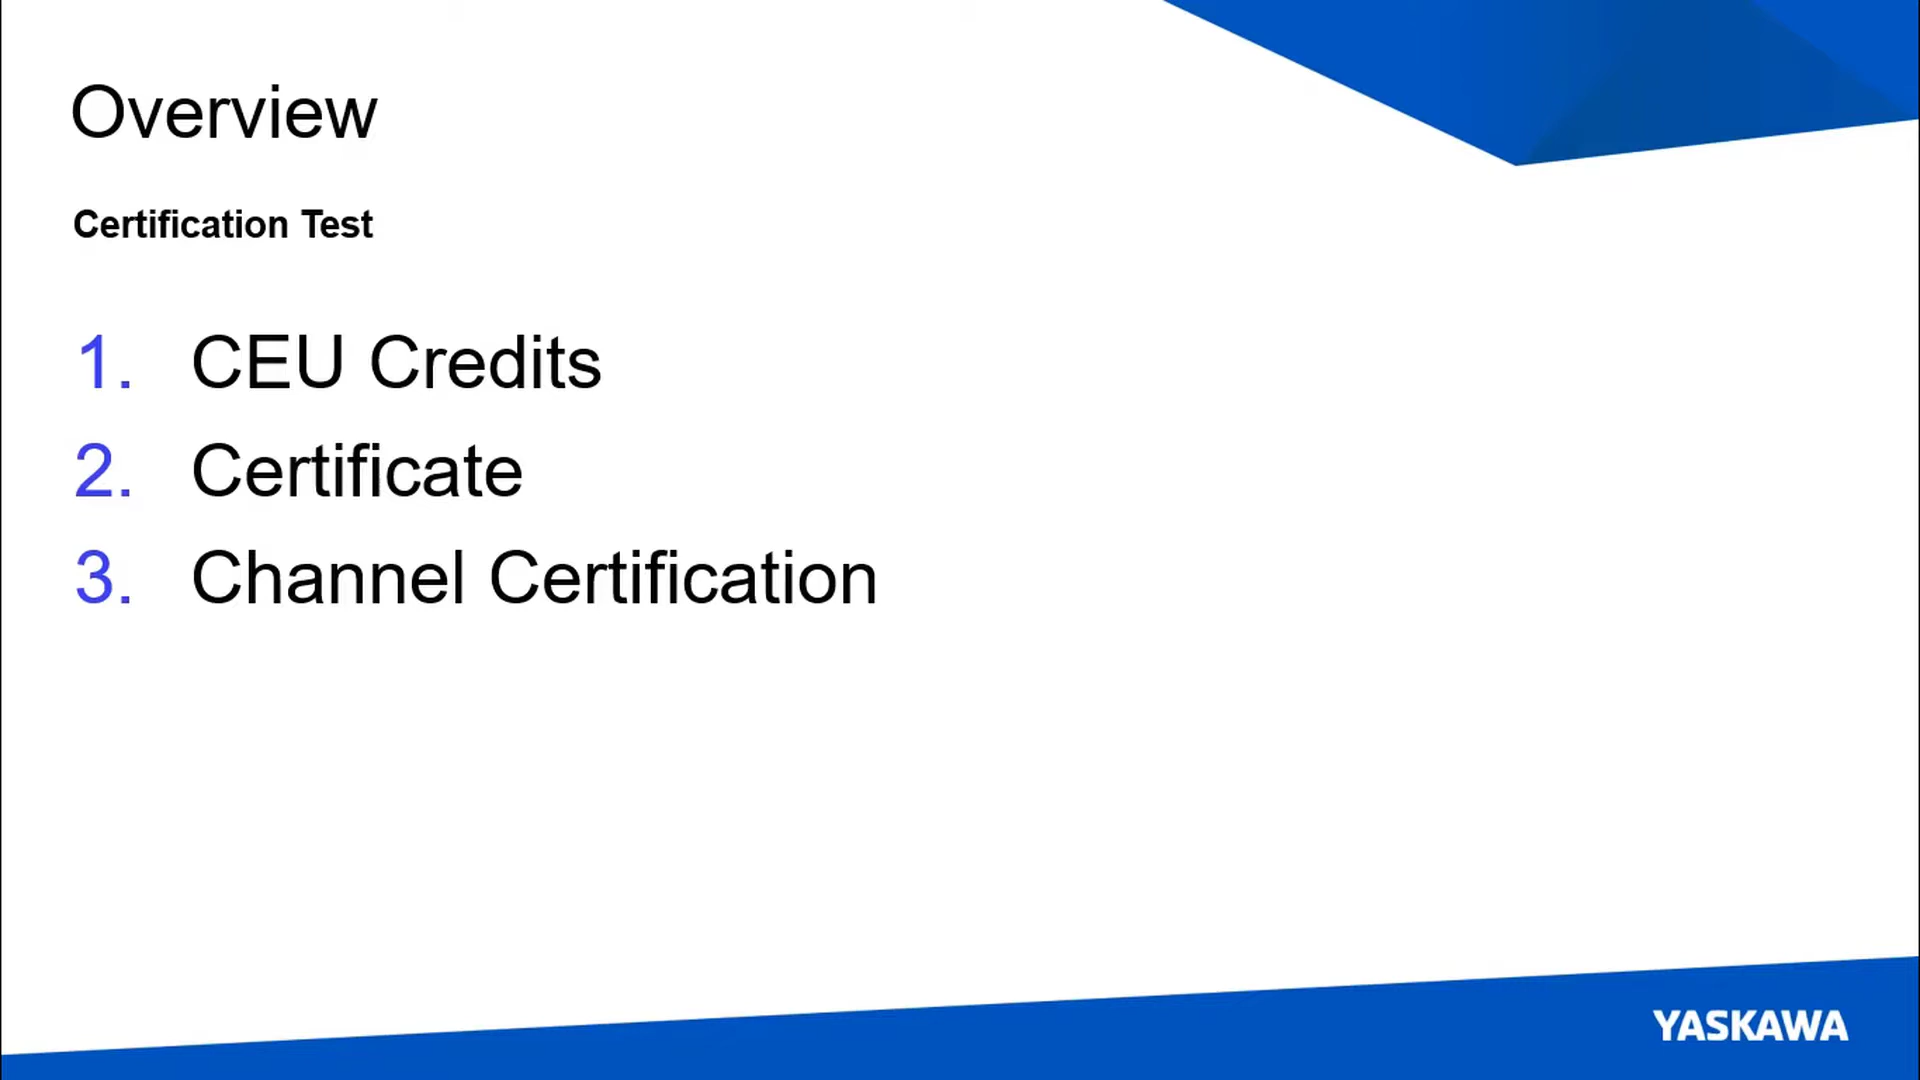 Overview
Certification Test
1. CEU Credits
2. Certificate
3. Channel Certification
YASKAWA